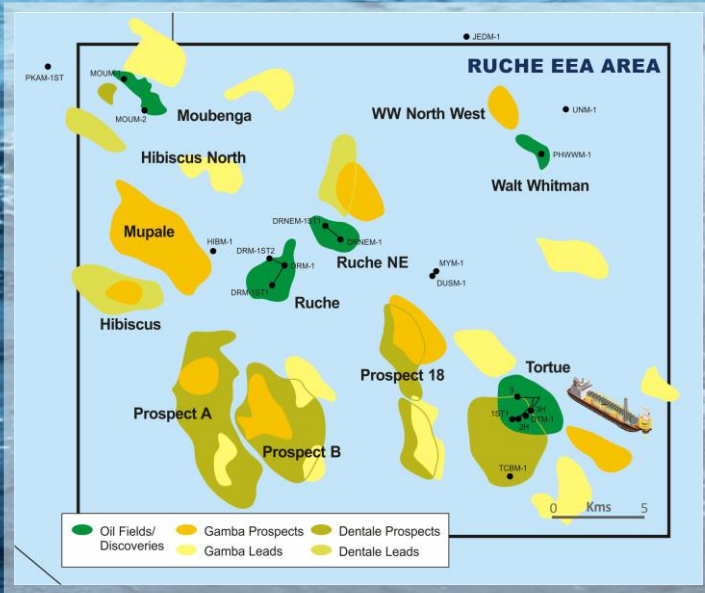 JEDM-1
RUCHE EEA AREA
PKAM-1ST
MOUM-1
MOUM-2
Moubenga
WW North West
UNM-1
Hibiscus North
PHWWM-1
Walt Whitman
Mupale
HIBM-1
DRNEM-1ST1
DRNEM-1
Ruche NE
DRM-1ST2
DRM-1
DRM-1ST1
Ruche
MYM-1
DUSM-1
Hibiscus
Prospect 18
Tortue
Prospect A
Prospect B
3
3H
1ST1
DTM-1
2H
TCBM-1
0 Kms 5
Oil Fields/
Discoveries
Gamba Prospects
Gamba Leads
Dentale Prospects
Dentale Leads